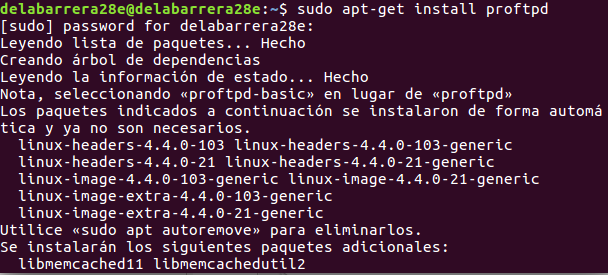 delabarrera28e@delabarrera28e:~$ sudo apt-get install proftpd
[sudo] password for delabarrera28e:
Leyendo lista de paquetes... Hecho
Creando árbol de dependencias
Leyendo la información de estado... Hecho
Nota, seleccionando «proftpd-basic» en lugar de «proftpd»
Los paquetes indicados a continuación se instalaron de forma automá
tica y ya no son necesarios.
linux-headers-4.4.0-103 linux-headers-4.4.0-103-generic
linux-headers-4.4.0-21 linux-headers-4.4.0-21-generic
linux-image-4.4.0-103-generic linux-image-4.4.0-21-generic
linux-image-extra-4.4.0-103-generic
linux-image-extra-4.4.0-21-generic
Utilice «sudo apt autoremove» para eliminarlos.
Se instalarán los siguientes paquetes adicionales:
libmemcached11 libmemcachedutil2